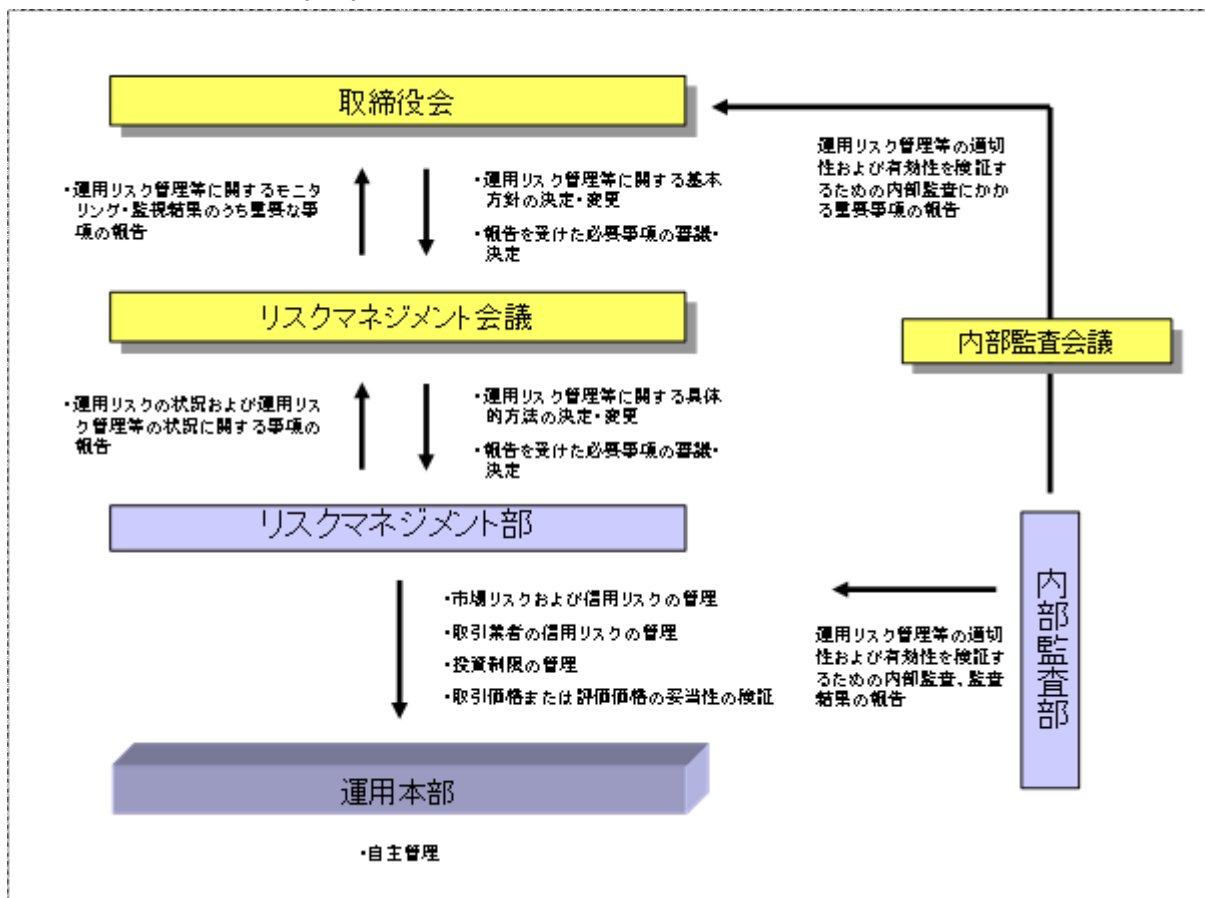 取締役会
・運用リスク管理等に関するモニタ
リング・監視結果のうち重要な事
項の報告
・運用リスク管理等に関する基本
方針の決定・変更
・報告を受けた必要事項の審議・
決定
運用リスク管理等の適切
性および有効性を検証す
るための内部監査にかか
る重要事項の報告
リスクマネジメント会議
内部監査会議
・運用リスクの状況および運用リス
ク管理等の状況に関する事項の
報告
・運用リスク管理等に関する具体
的方法の決定・変更
・報告を受けた必要事項の審議・
決定
リスクマネジメント部
内部監査部
・市場リスクおよび信用リスクの管理
・取引業者の信用リスクの管理
・投資制限の管理
・取引価格または評価価格の妥当性の検証
運用リスク管理等の適切
性および有効性を検証す
るための内部監査、監査
結果の報告
運用本部
・自主管理